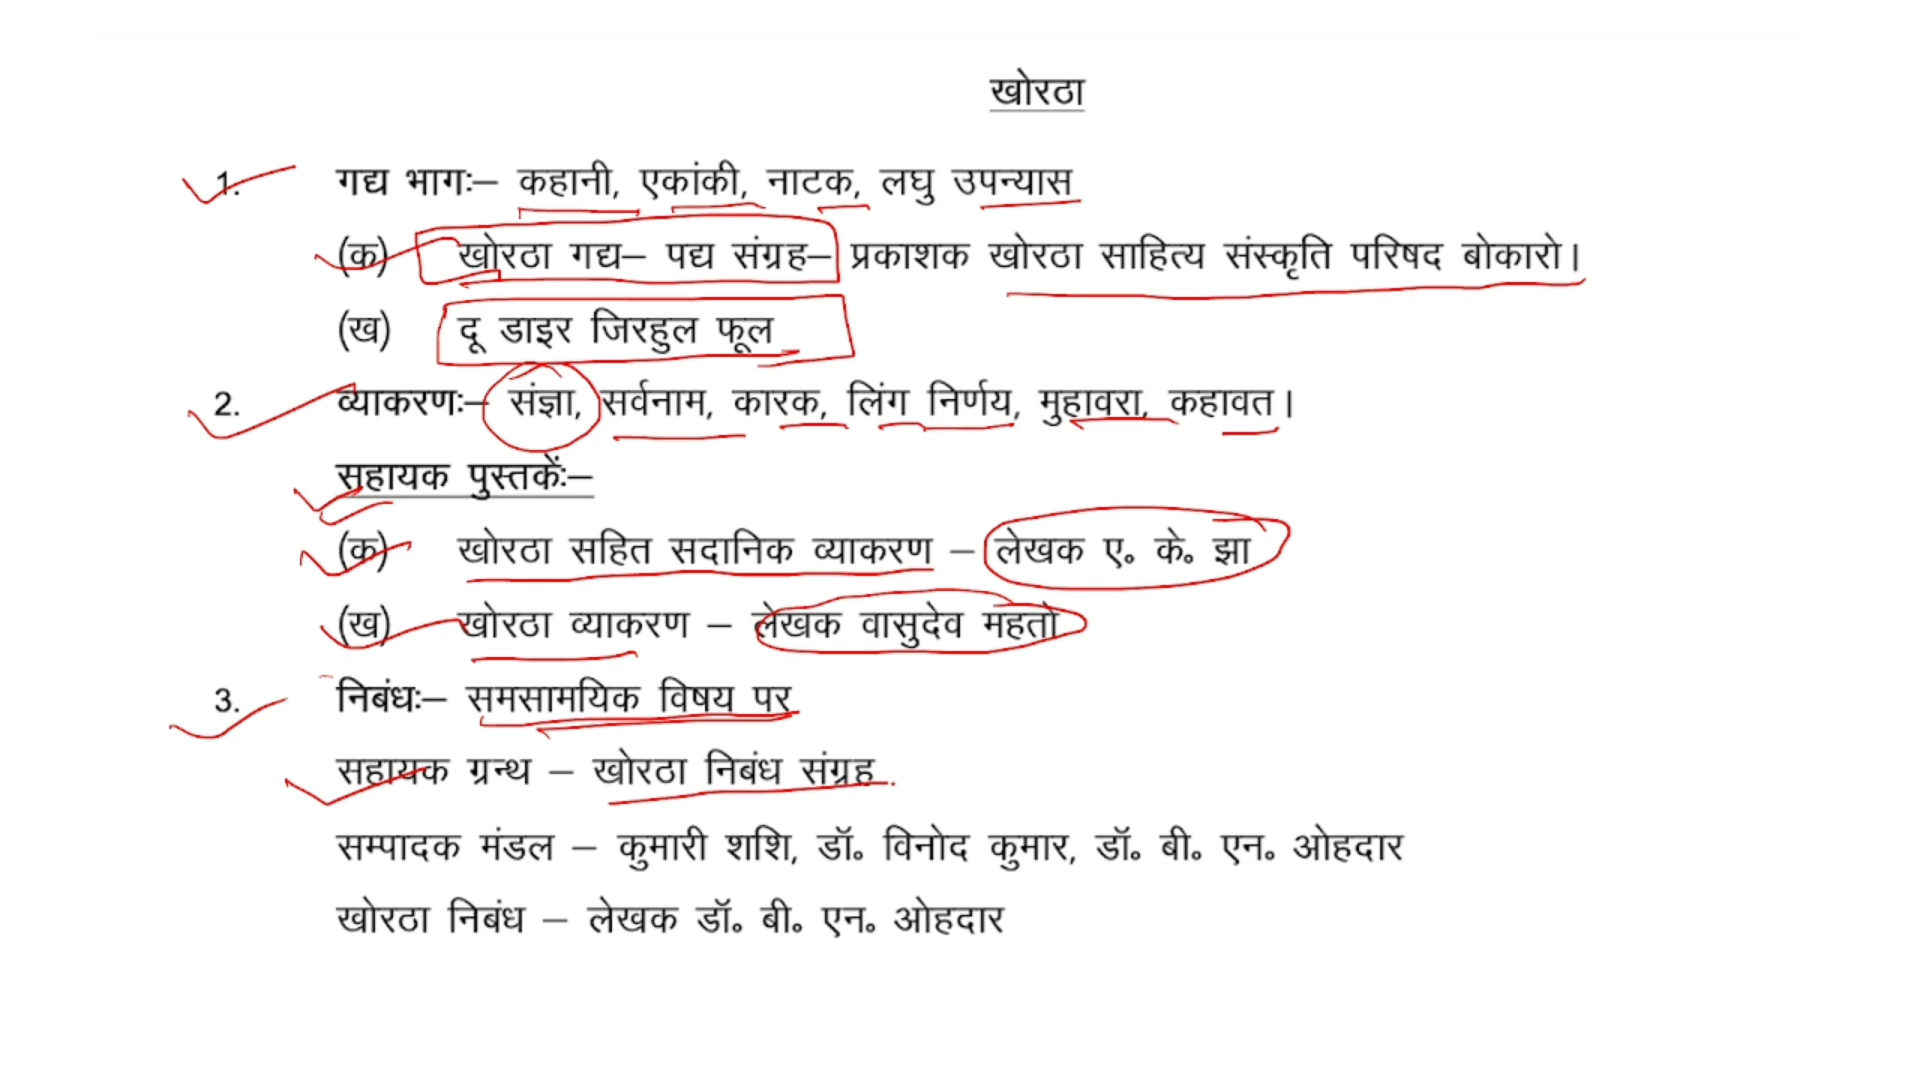 खोरठा
1. गद्य भागः– कहानी, एकांकी, नाटक, लघु उपन्यास
(क) खोरठा गद्य– पद्य संग्रह– प्रकाशक खोरठा साहित्य संस्कृति परिषद बोकारो।
(ख) दू डाइर जिरहुल फूल
2. व्याकरणः– संज्ञा, सर्वनाम, कारक, लिंग निर्णय, मुहावरा, कहावत।
सहायक पुस्तकेंः–
(क) खोरठा सहित सदानिक व्याकरण – लेखक ए॰ के॰ झा
(ख) खोरठा व्याकरण – लेखक वासुदेव महतो
3. निबंधः– समसामयिक विषय पर
सहायक ग्रन्थ – खोरठा निबंध संग्रह
सम्पादक मंडल – कुमारी शशि, डॉ॰ विनोद कुमार, डॉ॰ बी॰ एन॰ ओहदार
खोरठा निबंध – लेखक डॉ॰ बी॰ एन॰ ओहदार